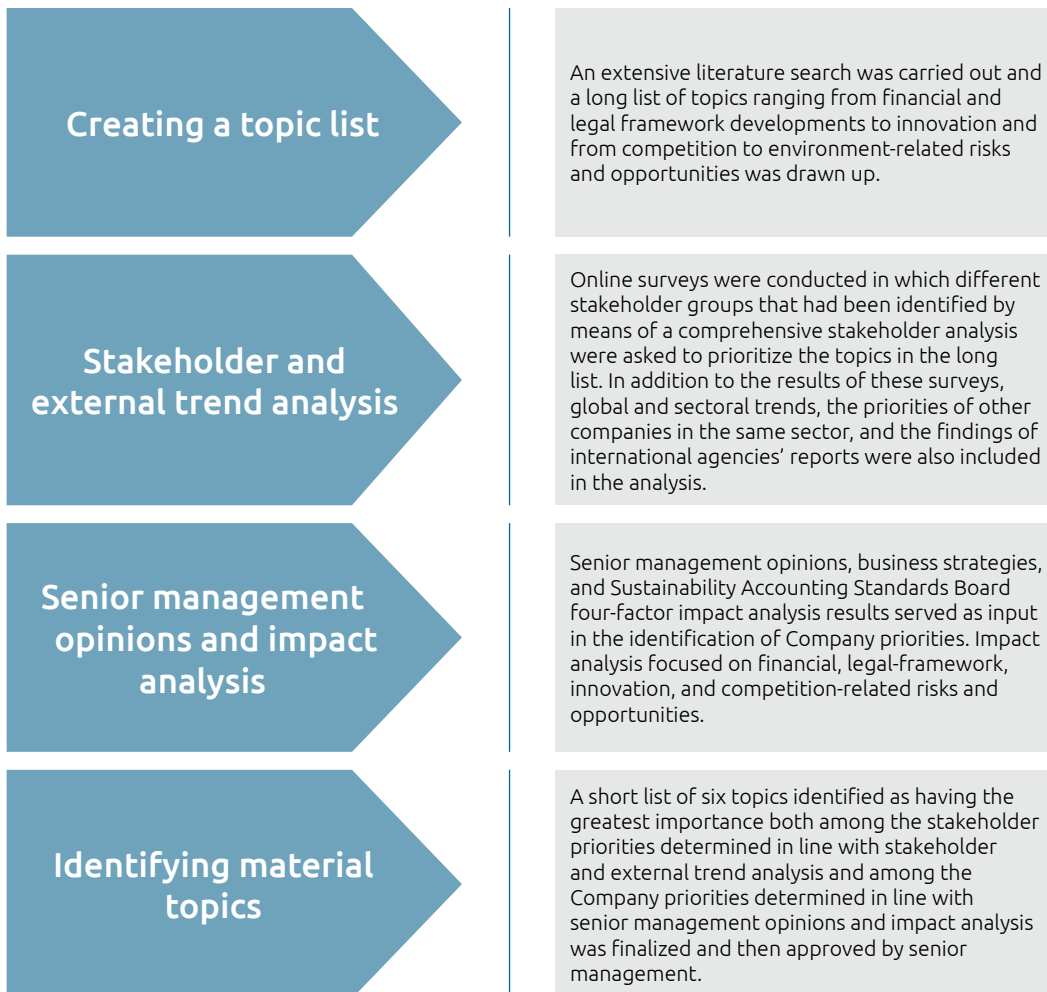 Creating a topic list
An extensive literature search was carried out and
a long list of topics ranging from financial and
legal framework developments to innovation and
from competition to environment-related risks
and opportunities was drawn up.
Stakeholder and
external trend analysis
Online surveys were conducted in which different
stakeholder groups that had been identified by
means of a comprehensive stakeholder analysis
were asked to prioritize the topics in the long
list. In addition to the results of these surveys,
global and sectoral trends, the priorities of other
companies in the same sector, and the findings of
international agencies’ reports were also included
in the analysis.
Senior management
opinions and impact
analysis
Senior management opinions, business strategies,
and Sustainability Accounting Standards Board
four-factor impact analysis results served as input
in the identification of Company priorities. Impact
analysis focused on financial, legal-framework,
innovation, and competition-related risks and
opportunities.
Identifying material
topics
A short list of six topics identified as having the
greatest importance both among the stakeholder
priorities determined in line with stakeholder
and external trend analysis and among the
Company priorities determined in line with
senior management opinions and impact analysis
was finalized and then approved by senior
management.